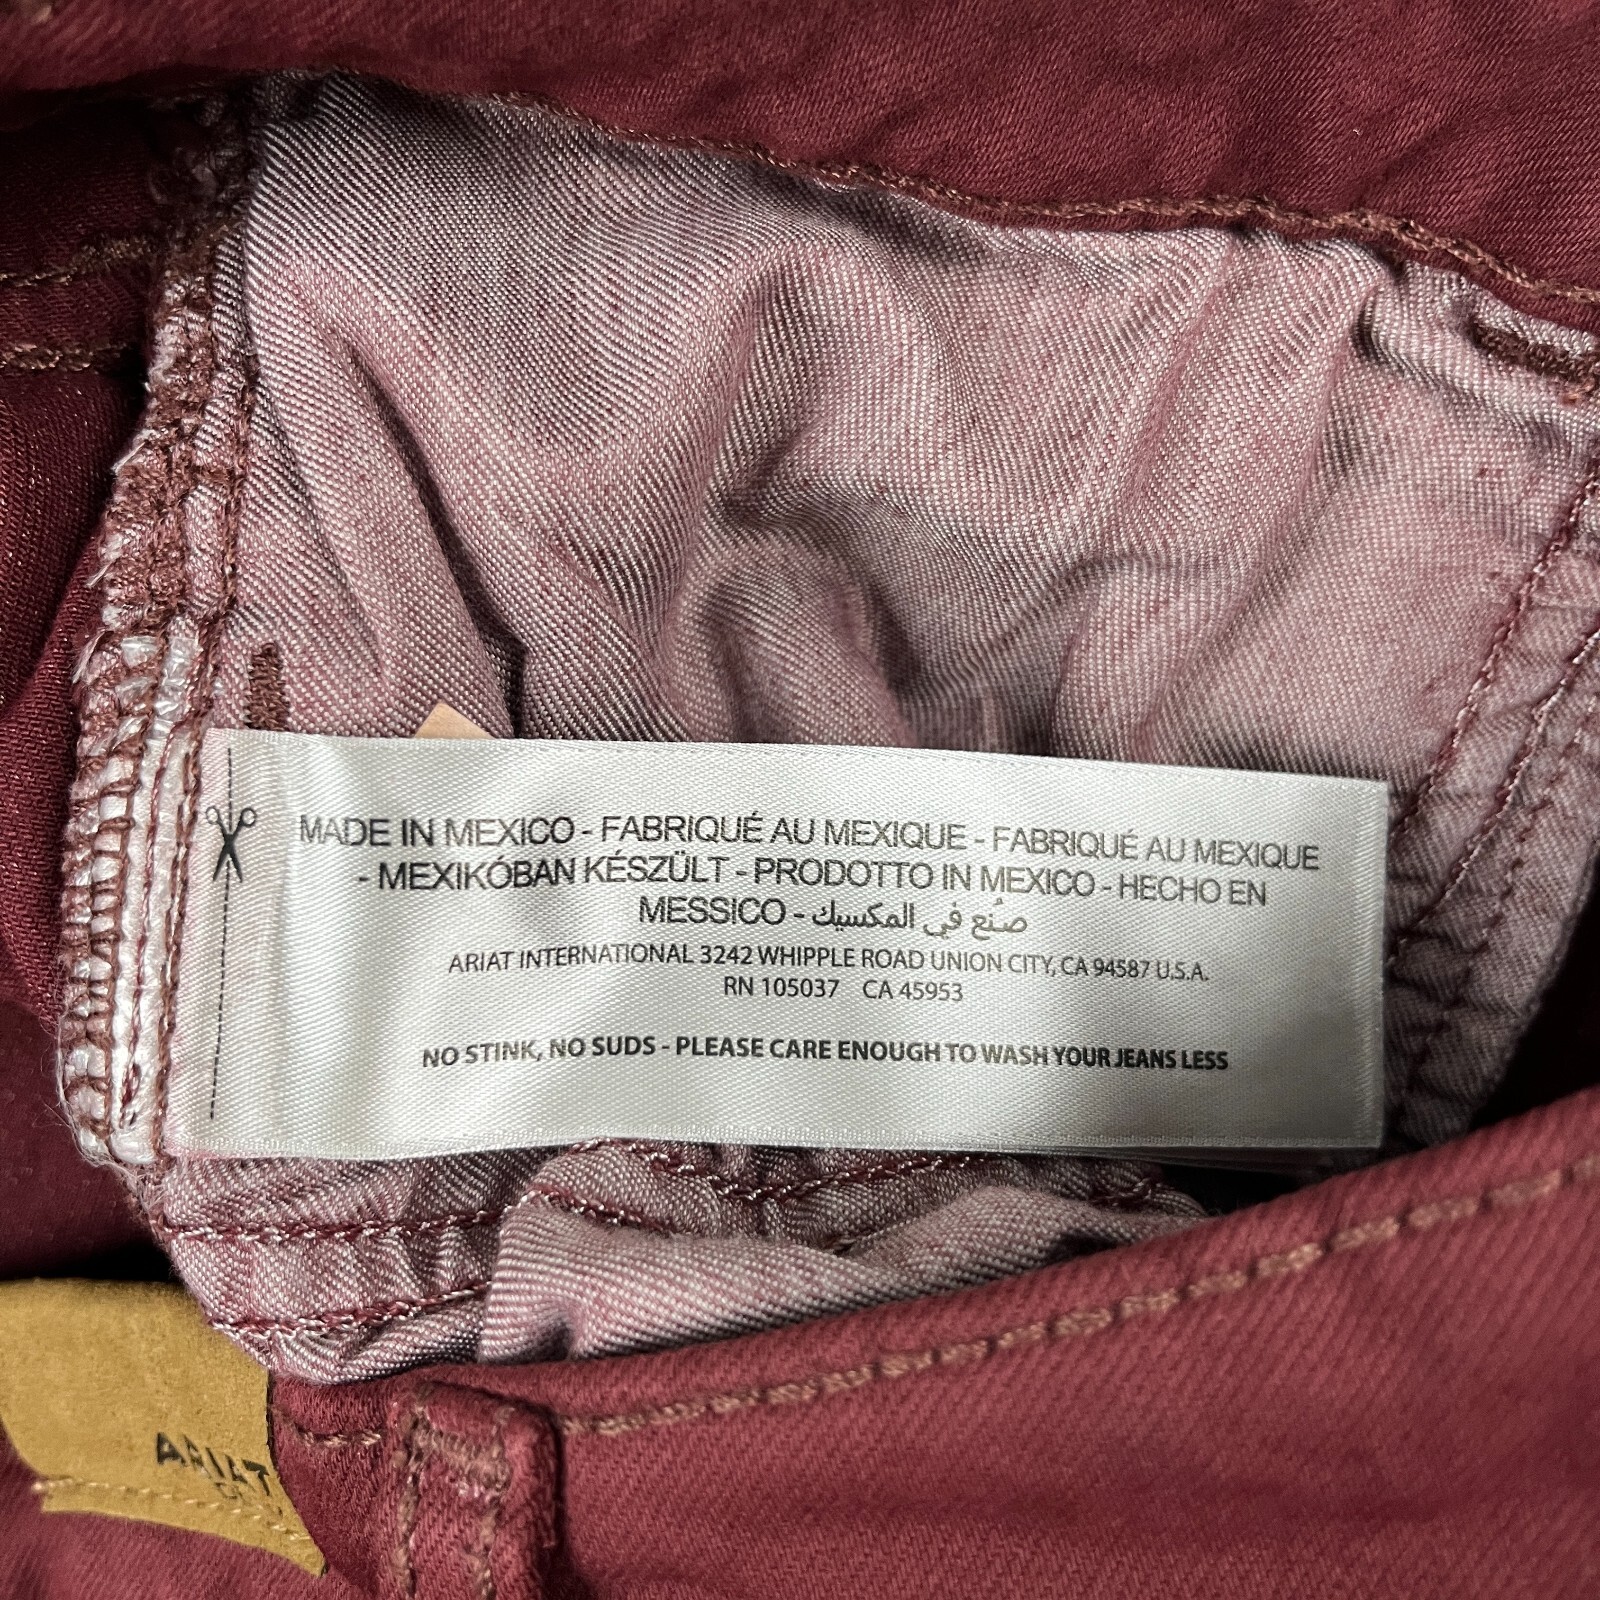 MADE IN MEXICO - FABRIQUÉ AU MEXIQUE - FABRIQUÉ AU MEXIQUE
- MEXIKÓBAN KÉSZÜLT - PRODOTTO IN MEXICO - HECHO EN
MESSICO - صُنع في المكسيك
ARIAT INTERNATIONAL 3242 WHIPPLE ROAD UNION CITY, CA 94587 U.S.A.
RN 105037 CA 45953
NO STINK, NO SUDS - PLEASE CARE ENOUGH TO WASH YOUR JEANS LESS
ARIAT